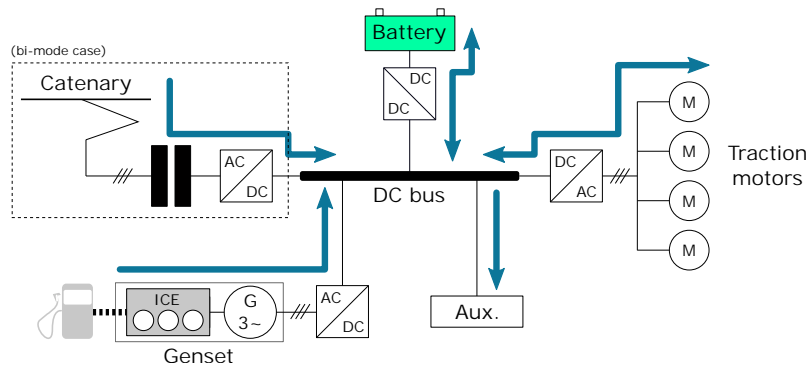 (bi-mode case)
Catenary
AC
DC
Battery
DC
DC
DC bus
DC
AC
M
M
M
M
Traction
motors
ICE
G
3~
Genset
AC
DC
Aux.